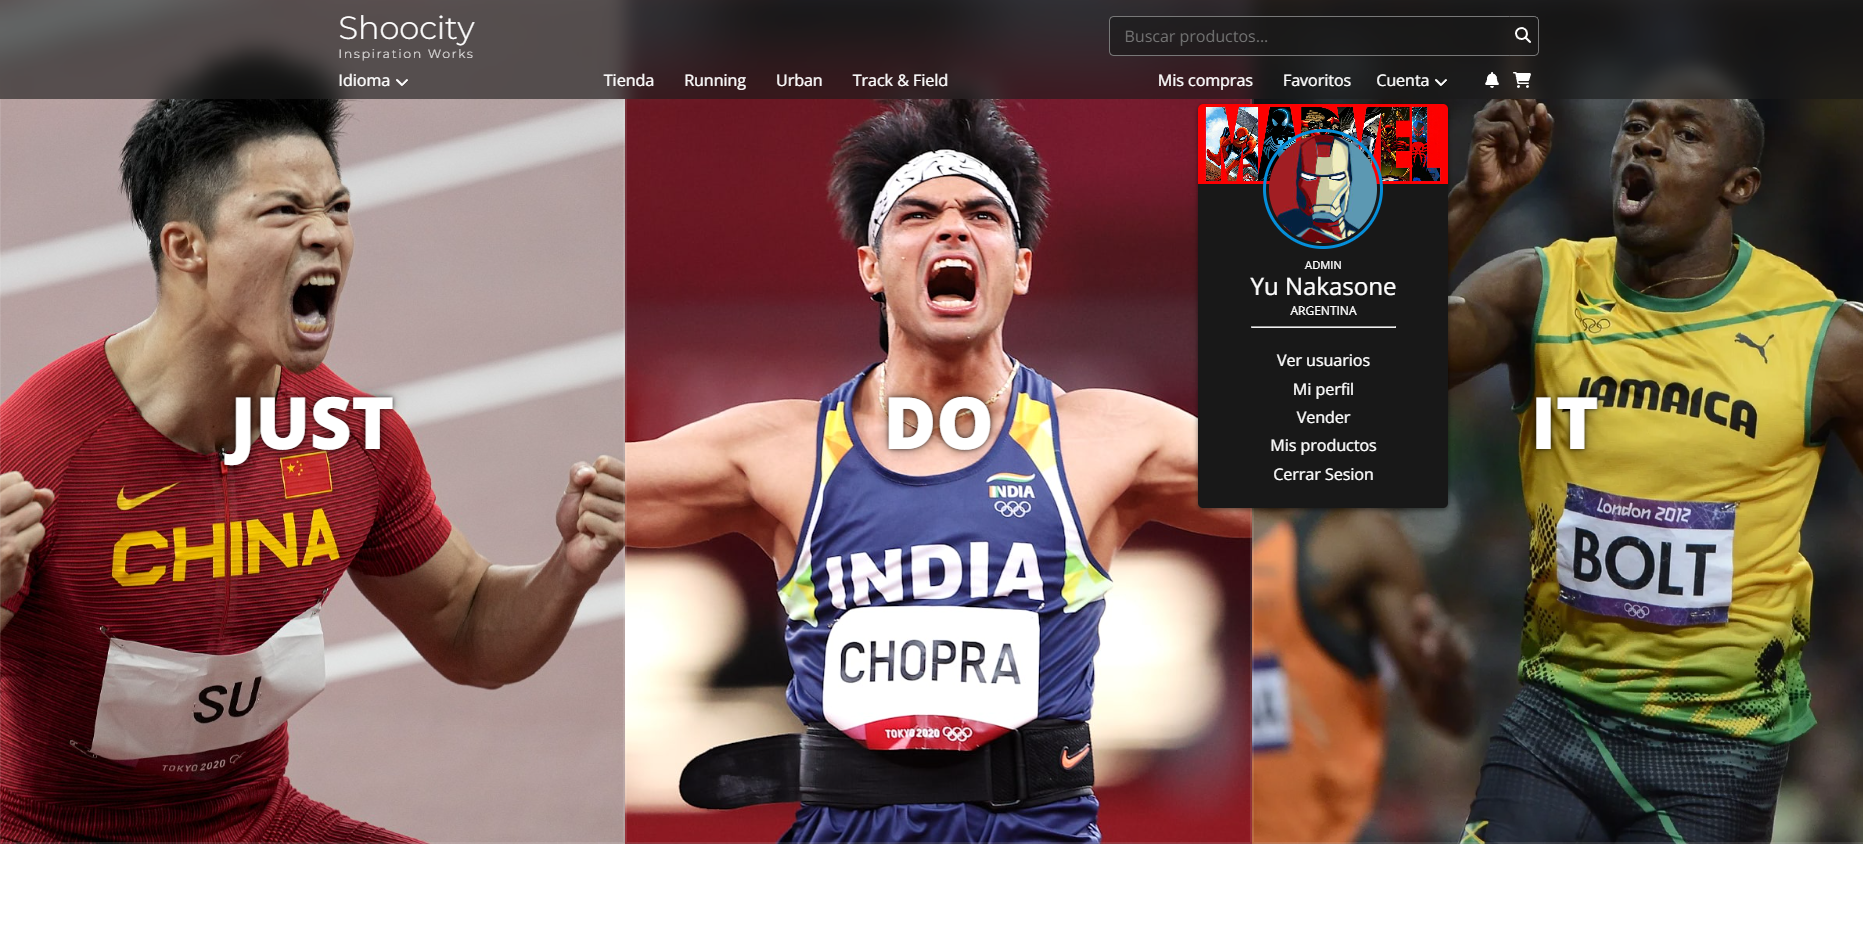 Shoocity
Inspiration Works
Buscar productos...
Idioma
Tienda
Running
Urban
Track & Field
Mis compras
Favoritos
Cuenta
MARVEL
ADMIN
Yu Nakasone
ARGENTINA
Ver usuarios
Mi perfil
Vender
Mis productos
Cerrar Sesion
JUST
DO
IT
CHINA
SU
TOKYO 2020
INDIA
INDIA
CHOPRA
TOKYO 2020
JAMAICA
London 2012
BOLT